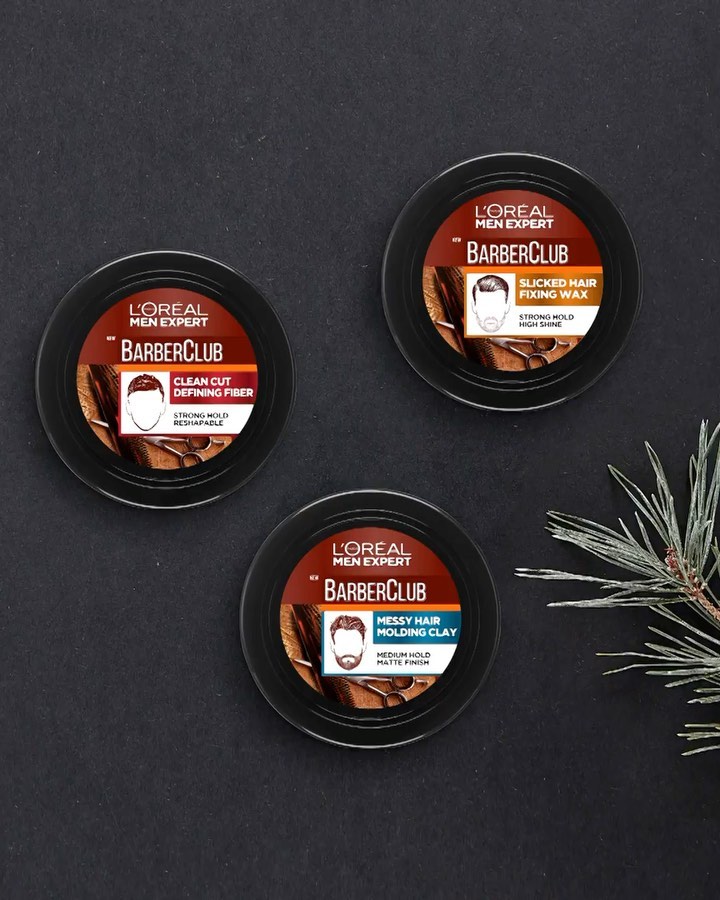 L'ORÉAL
MEN EXPERT
NEW
BARBERCLUB
CLEAN CUT
DEFINING FIBER
STRONG HOLD
RESHAPABLE
L'ORÉAL
MEN EXPERT
NEW
BARBERCLUB
SLICKED HAIR
FIXING WAX
STRONG HOLD
HIGH SHINE
L'ORÉAL
MEN EXPERT
NEW
BARBERCLUB
MESSY HAIR
MOLDING CLAY
MEDIUM HOLD
MATTE FINISH